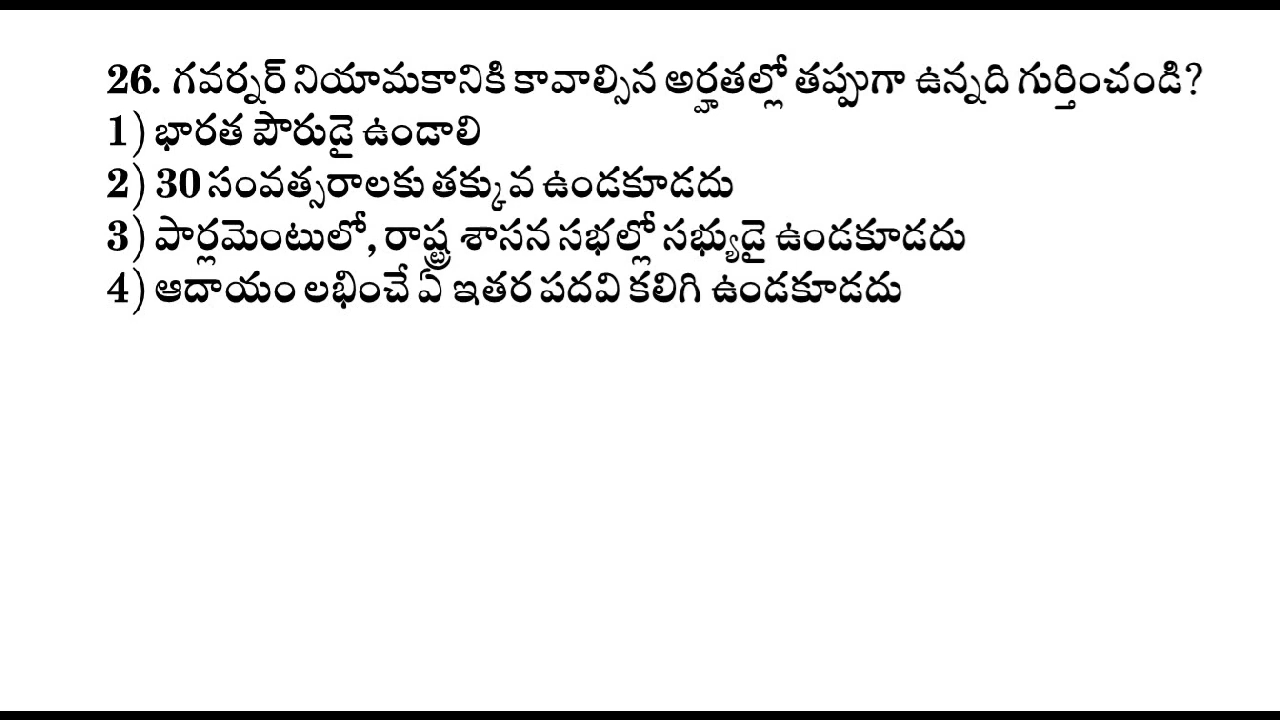 26. గవర్నర్ నియామకానికి కావాల్సిన అర్హతల్లో తప్పుగా ఉన్నది గుర్తించండి?
1) భారత పౌరుడై ఉండాలి
2) 30 సంవత్సరాలకు తక్కువ ఉండకూడదు
3) పార్లమెంటులో, రాష్ట్ర శాసన సభల్లో సభ్యుడై ఉండకూడదు
4) ఆదాయం లభించే ఏ ఇతర పదవి కలిగి ఉండకూడదు